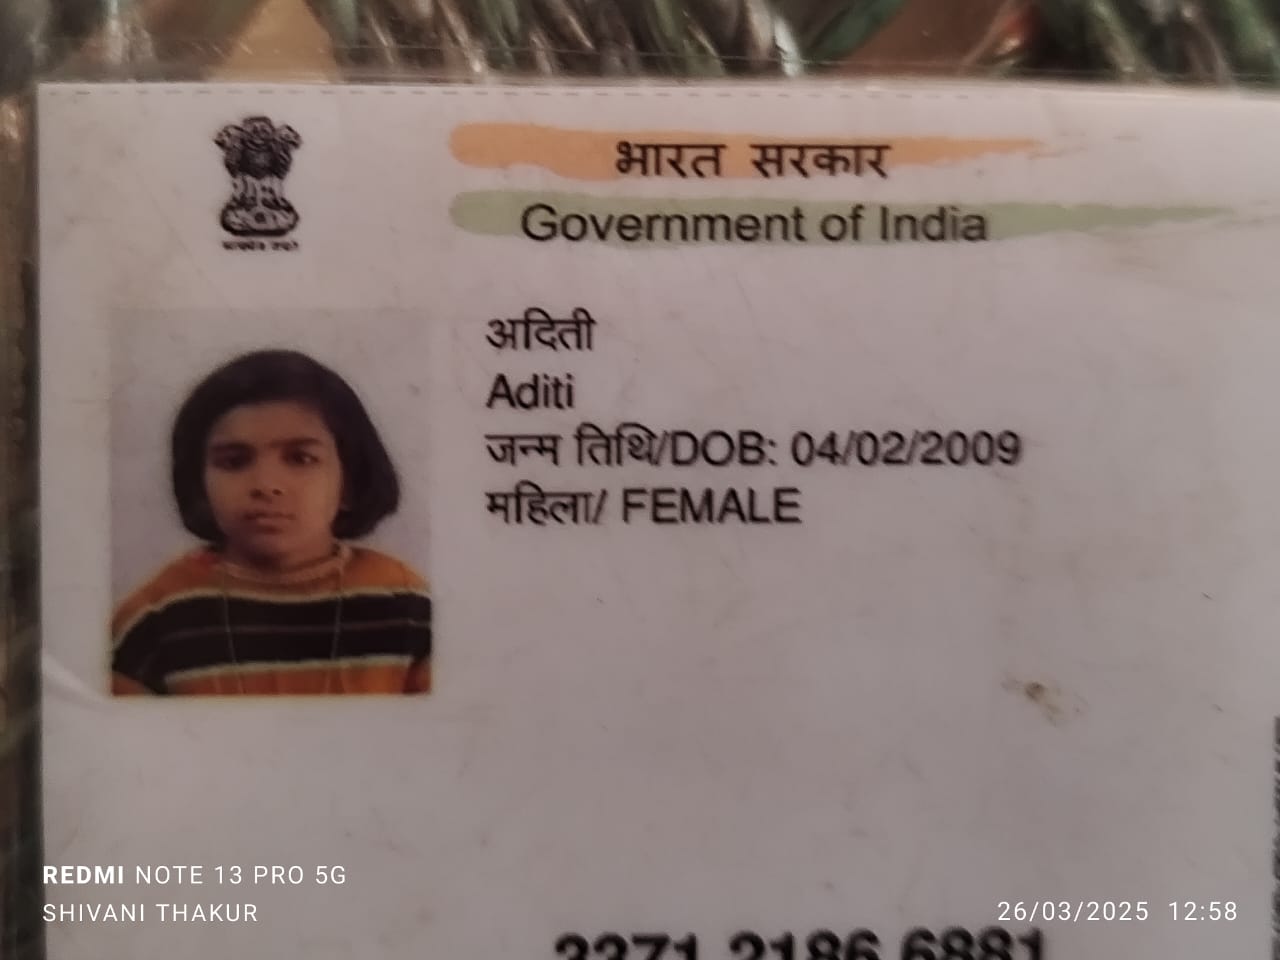 भारत सरकार
Government of India
अदिती
Aditi
जन्म तिथि/DOB: 04/02/2009
महिला/ FEMALE
REDMI NOTE 13 PRO 5G
SHIVANI THAKUR
26/03/2025 12:58